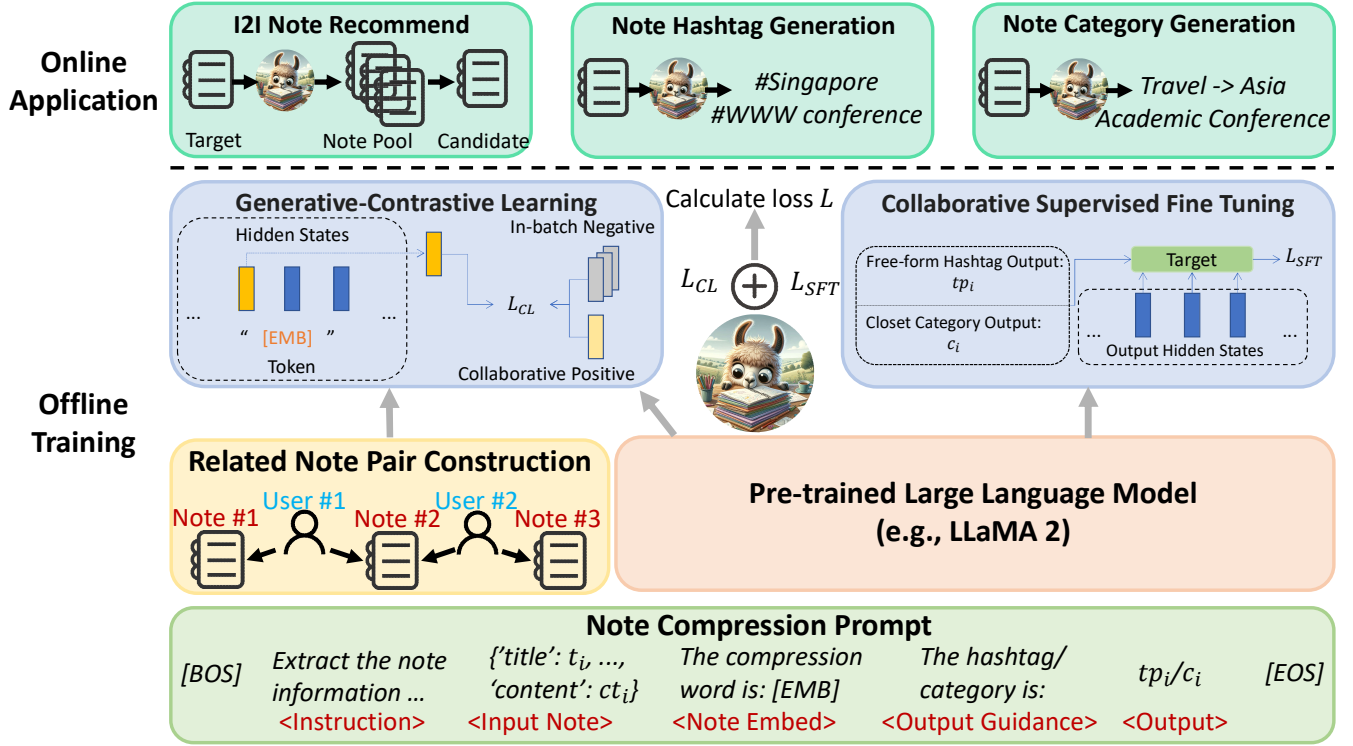 Online
Application
I2I Note Recommend
Target
Note Pool
Candidate
Note Hashtag Generation
#Singapore
#WWW conference
Note Category Generation
Travel -> Asia
Academic Conference
Offline
Training
Generative-Contrastive Learning
Hidden States
...
...
“ [EMB] ”
Token
In-batch Negative
L_CL
Collaborative Positive
Calculate loss L
L_CL
+
L_SFT
Collaborative Supervised Fine Tuning
Free-form Hashtag Output:
tp_i
Closet Category Output:
c_i
Target
L_SFT
...
...
Output Hidden States
Related Note Pair Construction
User #1
User #2
Note #1
Note #2
Note #3
Pre-trained Large Language Model
(e.g., LLaMA 2)
Note Compression Prompt
[BOS]
Extract the note
information ...
<Instruction>
{'title': t_i, ...,
‘content’: ct_i}
<Input Note>
The compression
word is: [EMB]
<Note Embed>
The hashtag/
category is:
<Output Guidance>
tp_i/c_i
<Output>
[EOS]